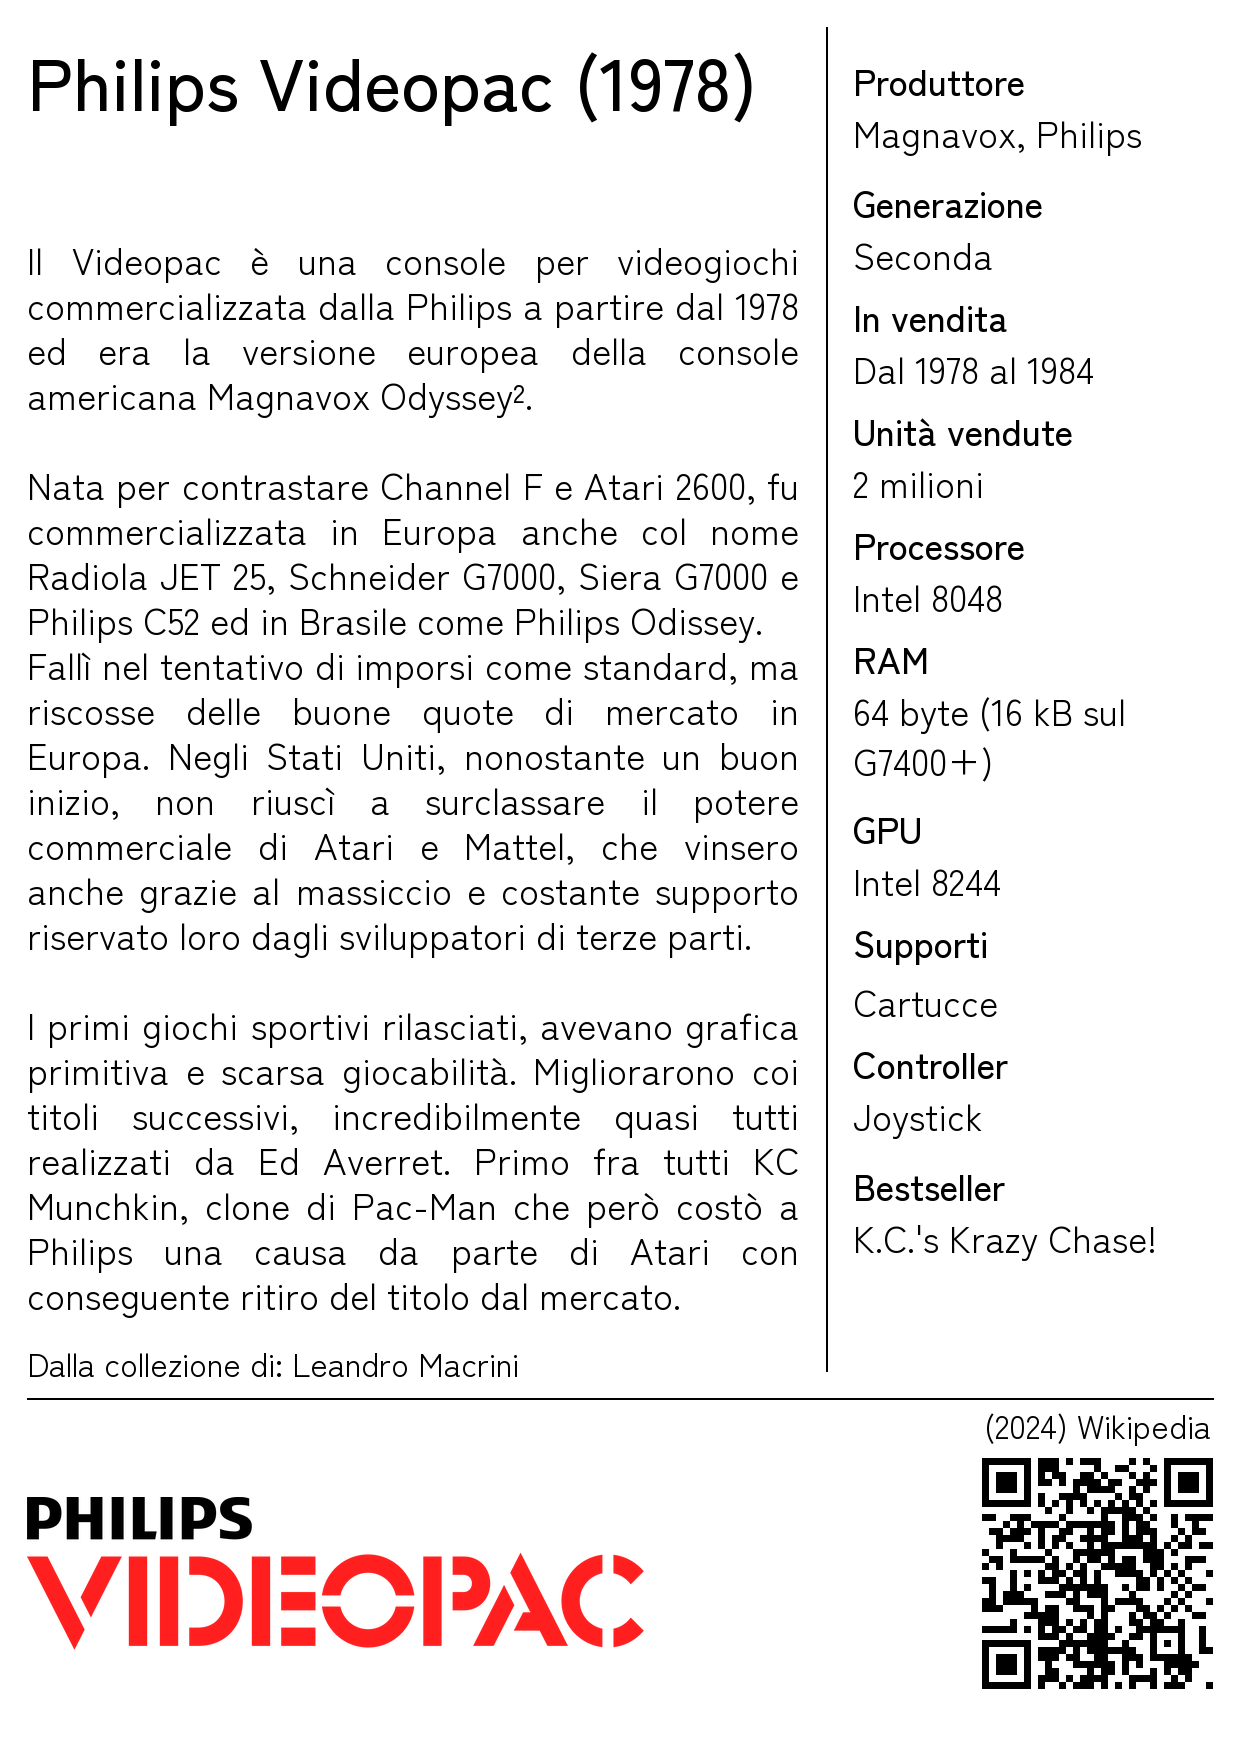 Philips Videopac (1978)
Il Videopac è una console per videogiochi
commercializzata dalla Philips a partire dal 1978
ed era la versione europea della console
americana Magnavox Odyssey².
Nata per contrastare Channel F e Atari 2600, fu
commercializzata in Europa anche col nome
Radiola JET 25, Schneider G7000, Siera G7000 e
Philips C52 ed in Brasile come Philips Odissey.
Fallì nel tentativo di imporsi come standard, ma
riscosse delle buone quote di mercato in
Europa. Negli Stati Uniti, nonostante un buon
inizio, non riuscì a surclassare il potere
commerciale di Atari e Mattel, che vinsero
anche grazie al massiccio e costante supporto
riservato loro dagli sviluppatori di terze parti.
I primi giochi sportivi rilasciati, avevano grafica
primitiva e scarsa giocabilità. Migliorarono coi
titoli successivi, incredibilmente quasi tutti
realizzati da Ed Averret. Primo fra tutti KC
Munchkin, clone di Pac-Man che però costò a
Philips una causa da parte di Atari con
conseguente ritiro del titolo dal mercato.
Dalla collezione di: Leandro Macrini
Produttore
Magnavox, Philips
Generazione
Seconda
In vendita
Dal 1978 al 1984
Unità vendute
2 milioni
Processore
Intel 8048
RAM
64 byte (16 kB sul
G7400+)
GPU
Intel 8244
Supporti
Cartucce
Controller
Joystick
Bestseller
K.C.'s Krazy Chase!
(2024) Wikipedia
PHILIPS
VIDEOPAC